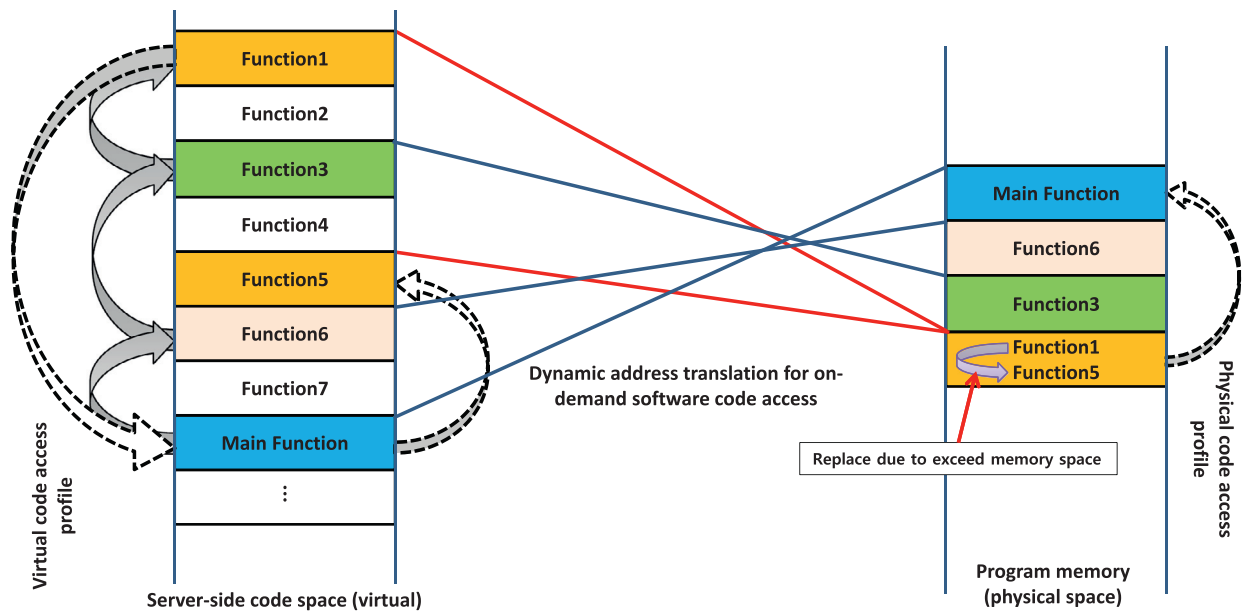 Function1
Function2
Function3
Function4
Function5
Function6
Function7
Main Function
⋮
Server-side code space (virtual)
Virtual code access
profile
Dynamic address translation for on-
demand software code access
Main Function
Function6
Function3
Function1
Function5
Replace due to exceed memory space
Program memory
(physical space)
Physical code access
profile